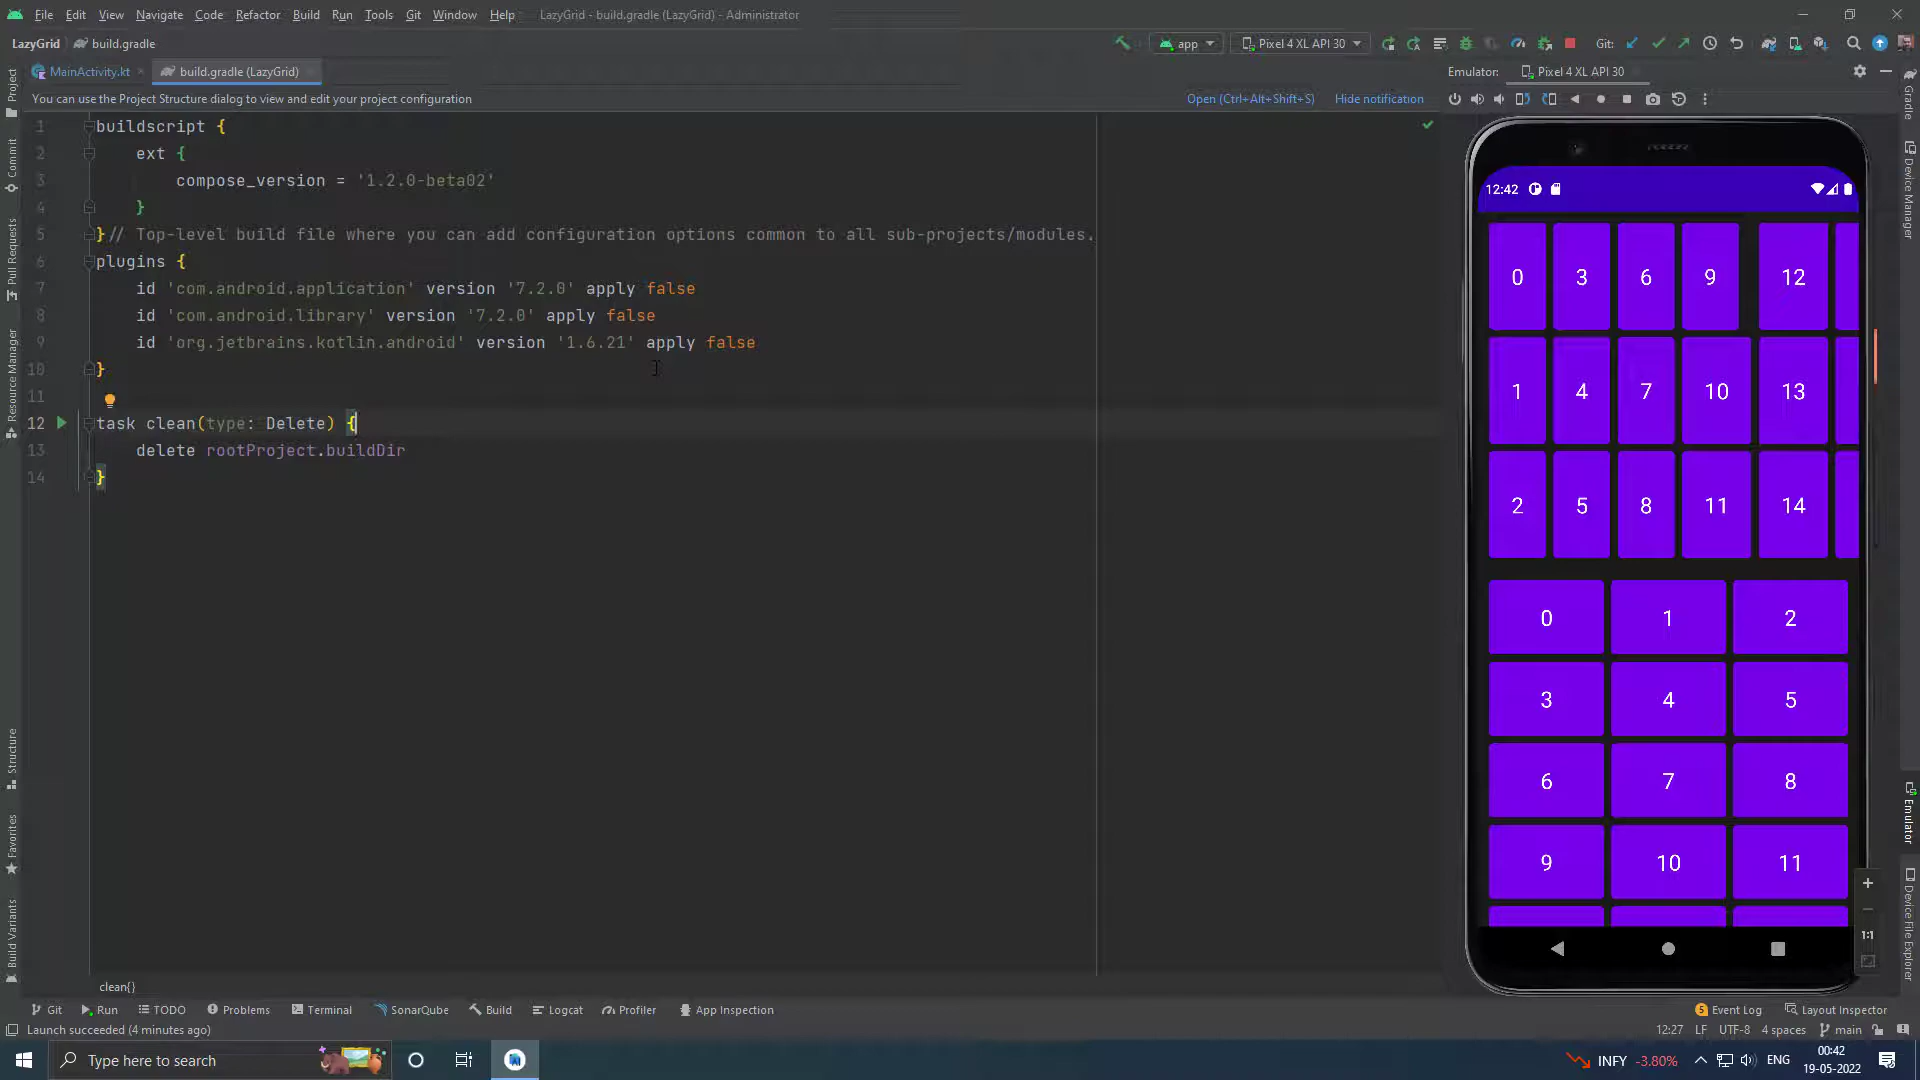 File Edit View Navigate Code Refactor Build Run Tools Git Window Help LazyGrid - build.gradle (LazyGrid) - Administrator
LazyGrid build.gradle app Pixel 4 XL API 30 Git:
MainActivity.kt build.gradle (LazyGrid) Emulator: Pixel 4 XL API 30
You can use the Project Structure dialog to view and edit your project configuration Open (Ctrl+Alt+Shift+S) Hide notification
1 buildscript {
2 ext {
3 compose_version = '1.2.0-beta02'
4 }
5 }// Top-level build file where you can add configuration options common to all sub-projects/modules.
6 plugins {
7 id 'com.android.application' version '7.2.0' apply false
8 id 'com.android.library' version '7.2.0' apply false
9 id 'org.jetbrains.kotlin.android' version '1.6.21' apply false
10 }
11
12 task clean(type: Delete) {
13 delete rootProject.buildDir
14 }
clean{}
Project
Commit
Pull Requests
Resource Manager
Structure
Favorites
Build Variants
12:42
0 3 6 9 12
1 4 7 10 13
2 5 8 11 14
0 1 2
3 4 5
6 7 8
9 10 11
1:1
Gradle
Device Manager
Emulator
Device File Explorer
Git Run TODO Problems Terminal SonarQube Build Logcat Profiler App Inspection 5 Event Log Layout Inspector
Launch succeeded (4 minutes ago) 12:27 LF UTF-8 4 spaces main
Type here to search INFY -3.80% ENG 00:42
19-05-2022